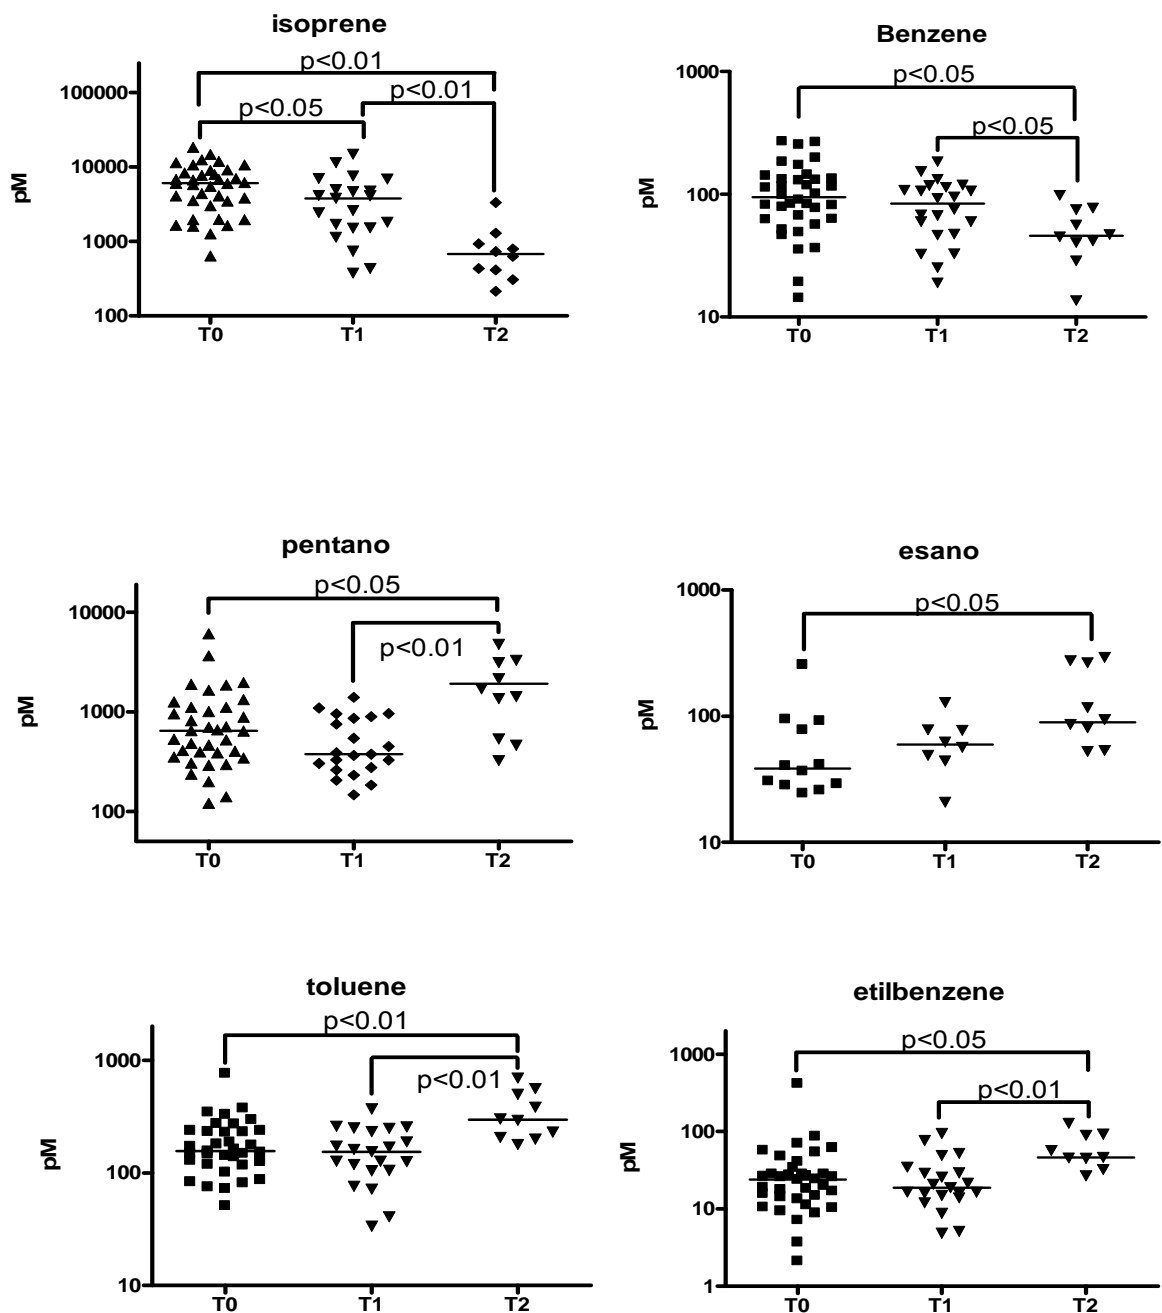 isoprene
p<0.01
p<0.01
p<0.05
100000
10000
1000
100
pM
T0 T1 T2
Benzene
p<0.05
p<0.05
1000
100
10
pM
T0 T1 T2
pentano
p<0.05
p<0.01
10000
1000
100
pM
T0 T1 T2
esano
p<0.05
1000
100
10
pM
T0 T1 T2
toluene
p<0.01
p<0.01
1000
100
10
pM
T0 T1 T2
etilbenzene
p<0.05
p<0.01
1000
100
10
1
pM
T0 T1 T2